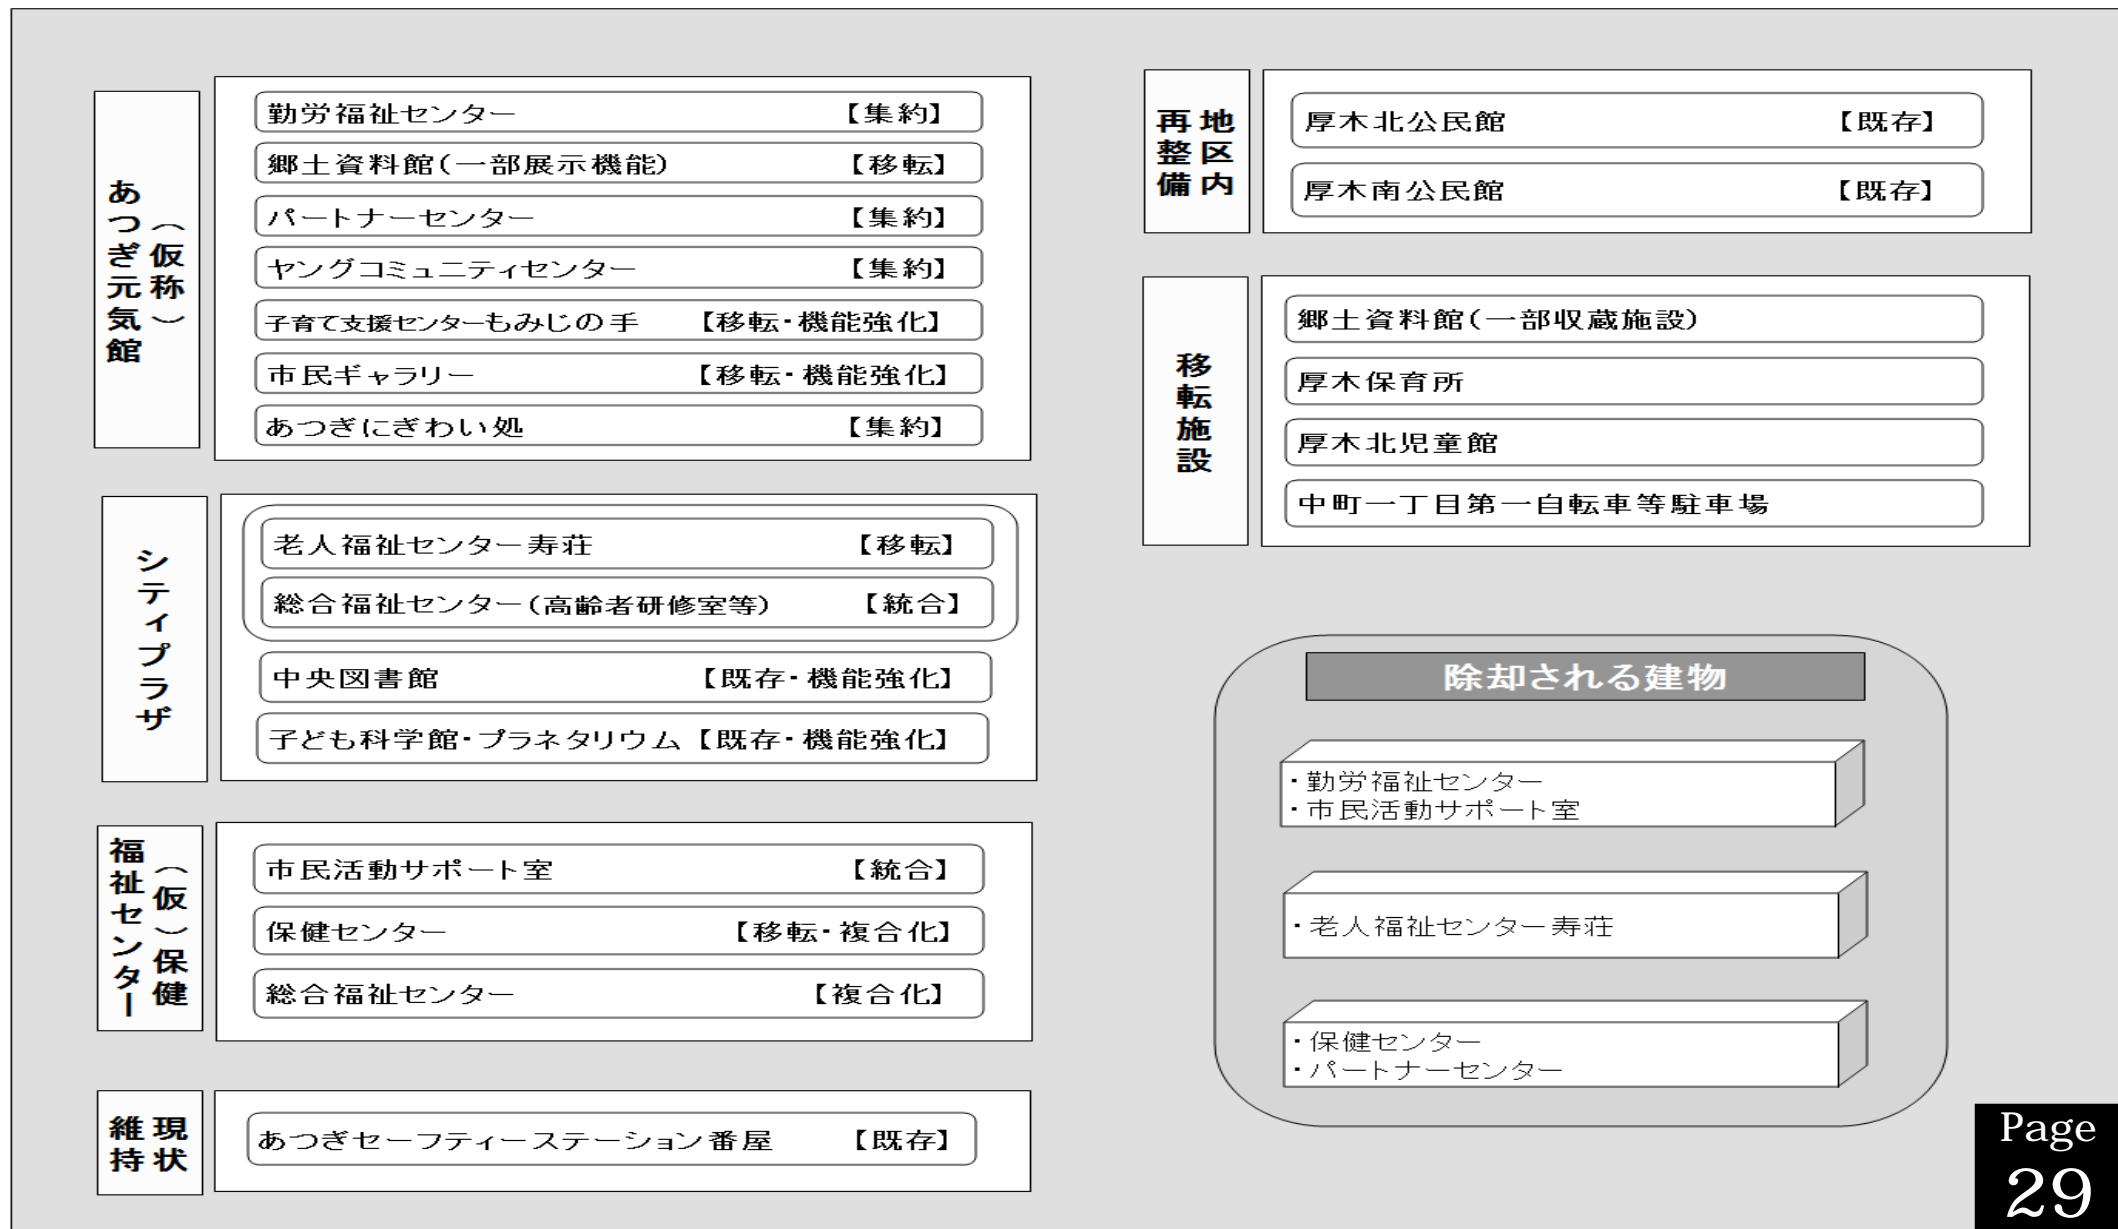 （仮称）
あつぎ元気館
勤労福祉センター 【集約】
郷土資料館(一部展示機能) 【移転】
パートナーセンター 【集約】
ヤングコミュニティセンター 【集約】
子育て支援センターもみじの手 【移転・機能強化】
市民ギャラリー 【移転・機能強化】
あつぎにぎわい処 【集約】
シティプラザ
老人福祉センター寿荘 【移転】
総合福祉センター(高齢者研修室等) 【統合】
中央図書館 【既存・機能強化】
子ども科学館・プラネタリウム 【既存・機能強化】
（仮）保健
福祉センター
市民活動サポート室 【統合】
保健センター 【移転・複合化】
総合福祉センター 【複合化】
現状
維持
あつぎセーフティーステーション番屋 【既存】
地区内
再整備
厚木北公民館 【既存】
厚木南公民館 【既存】
移転施設
郷土資料館(一部収蔵施設)
厚木保育所
厚木北児童館
中町一丁目第一自転車等駐車場
除却される建物
・勤労福祉センター
・市民活動サポート室
・老人福祉センター寿荘
・保健センター
・パートナーセンター
Page
29